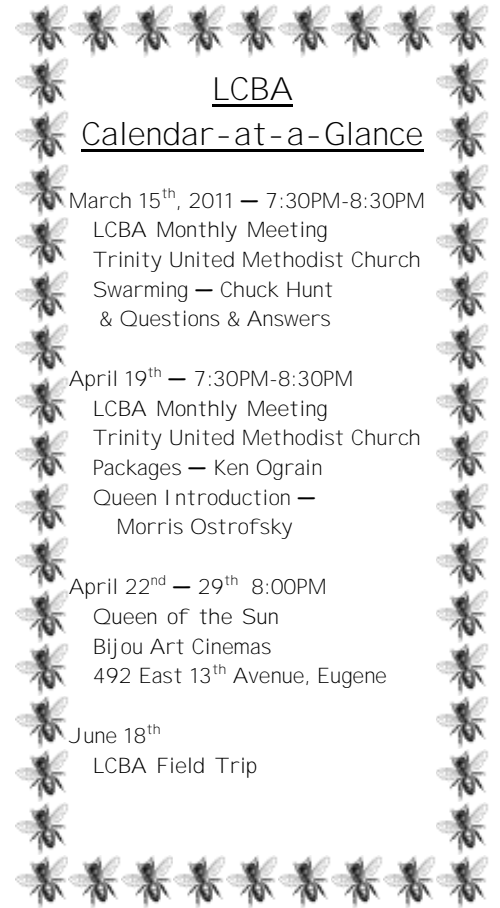 LCBA
Calendar-at-a-Glance
March 15th, 2011 — 7:30PM-8:30PM
LCBA Monthly Meeting
Trinity United Methodist Church
Swarming — Chuck Hunt
& Questions & Answers
April 19th — 7:30PM-8:30PM
LCBA Monthly Meeting
Trinity United Methodist Church
Packages — Ken Ograin
Queen Introduction —
Morris Ostrofsky
April 22nd — 29th 8:00PM
Queen of the Sun
Bijou Art Cinemas
492 East 13th Avenue, Eugene
June 18th
LCBA Field Trip